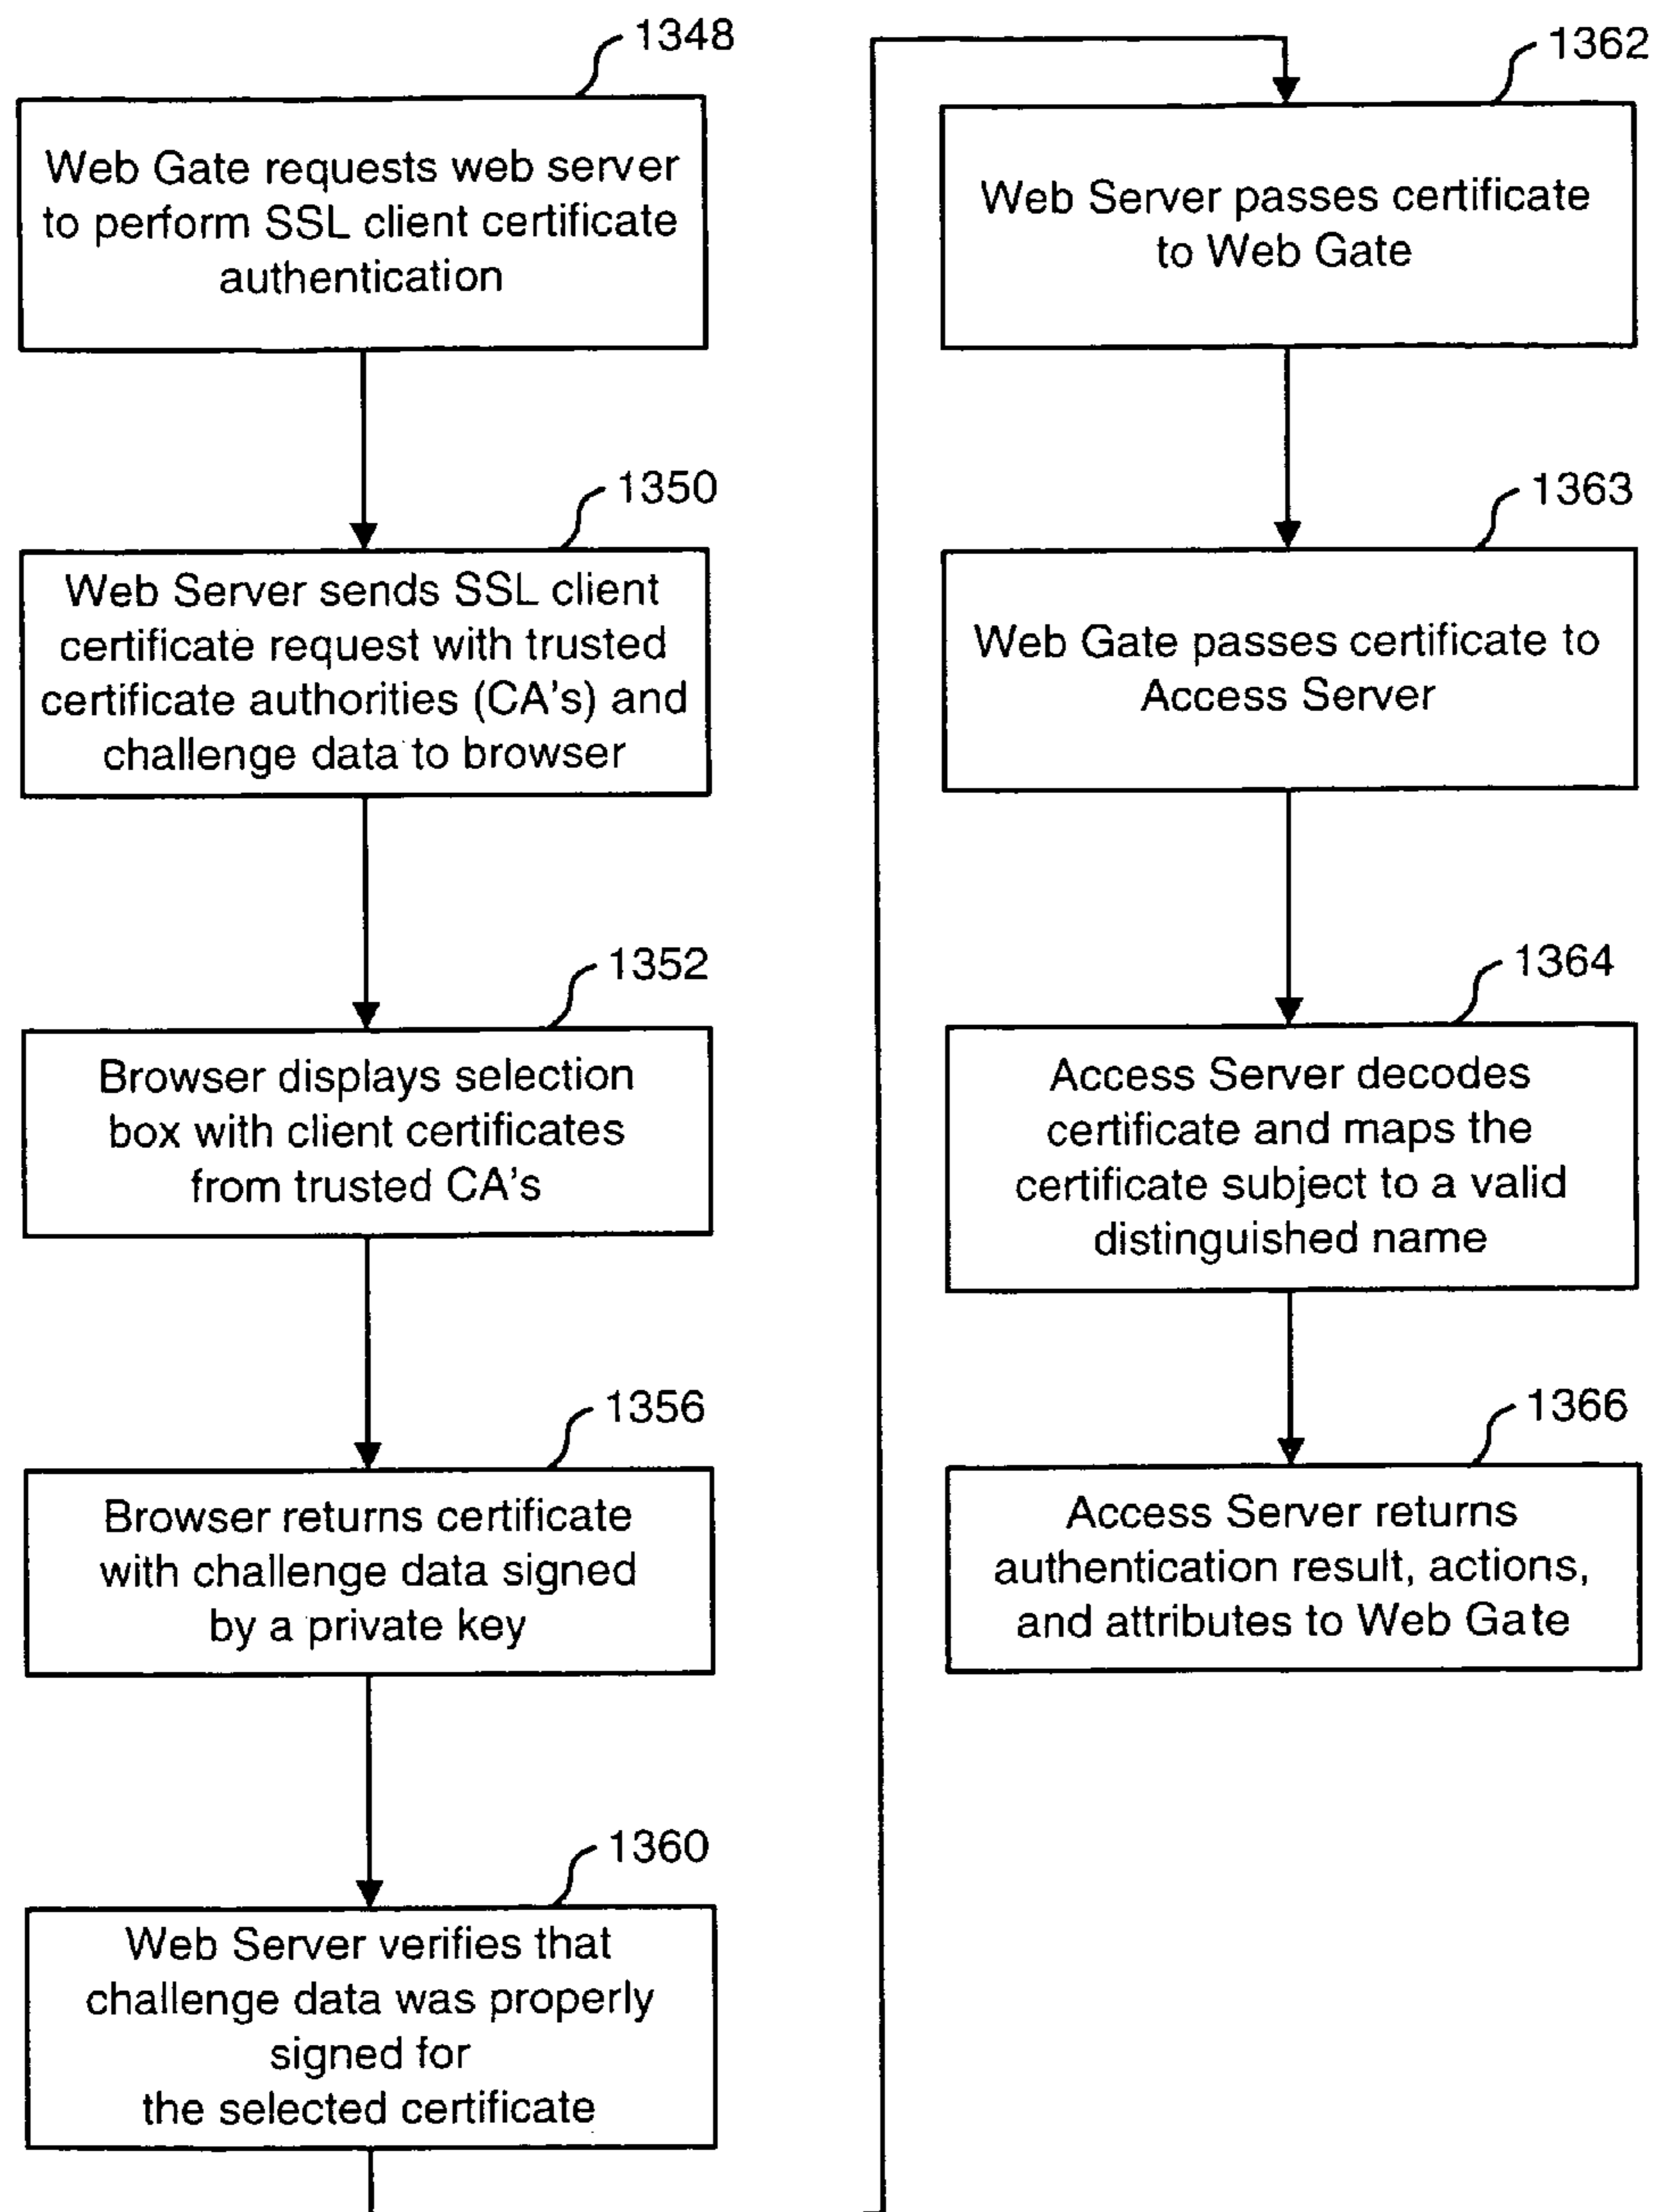 1348
Web Gate requests web server
to perform SSL client certificate
authentication
1350
Web Server sends SSL client
certificate request with trusted
certificate authorities (CA's) and
challenge data to browser
1352
Browser displays selection
box with client certificates
from trusted CA's
1356
Browser returns certificate
with challenge data signed
by a private key
1360
Web Server verifies that
challenge data was properly
signed for
the selected certificate
1362
Web Server passes certificate
to Web Gate
1363
Web Gate passes certificate to
Access Server
1364
Access Server decodes
certificate and maps the
certificate subject to a valid
distinguished name
1366
Access Server returns
authentication result, actions,
and attributes to Web Gate